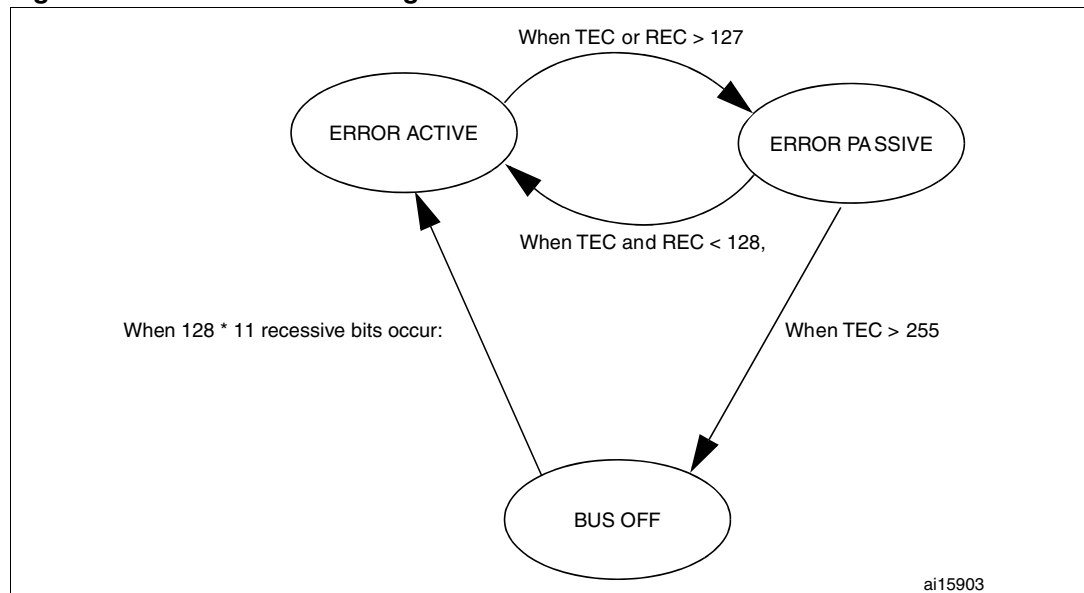 When TEC or REC > 127
ERROR ACTIVE
ERROR PASSIVE
When TEC and REC < 128,
When 128 * 11 recessive bits occur:
When TEC > 255
BUS OFF
ai15903